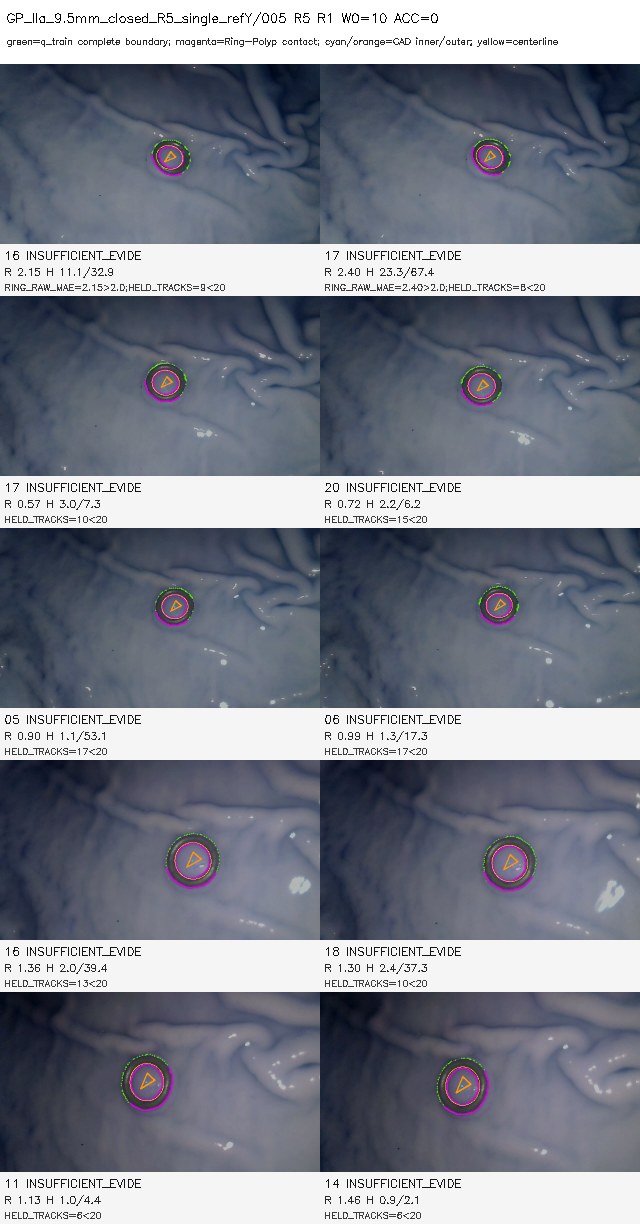 GP_IIa_9.5mm_closed_R5_single_refY/005 R5 R1 WO=10 ACC=0
green=q_train complete boundary; magenta=Ring-Polyp contact; cyan/orange=CAD inner/outer; yellow=centerline
16 INSUFFICIENT_EVIDE
R 2.15 H 11.1/32.9
RING_RAW_MAE=2.15>2.0;HELD_TRACKS=9<20
17 INSUFFICIENT_EVIDE
R 2.40 H 23.3/67.4
RING_RAW_MAE=2.40>2.0;HELD_TRACKS=8<20
17 INSUFFICIENT_EVIDE
R 0.57 H 3.0/7.3
HELD_TRACKS=10<20
20 INSUFFICIENT_EVIDE
R 0.72 H 2.2/6.2
HELD_TRACKS=15<20
05 INSUFFICIENT_EVIDE
R 0.90 H 1.1/53.1
HELD_TRACKS=17<20
06 INSUFFICIENT_EVIDE
R 0.99 H 1.3/17.3
HELD_TRACKS=17<20
16 INSUFFICIENT_EVIDE
R 1.36 H 2.0/39.4
HELD_TRACKS=13<20
18 INSUFFICIENT_EVIDE
R 1.30 H 2.4/37.3
HELD_TRACKS=10<20
11 INSUFFICIENT_EVIDE
R 1.13 H 1.0/4.4
HELD_TRACKS=6<20
14 INSUFFICIENT_EVIDE
R 1.46 H 0.9/2.1
HELD_TRACKS=6<20